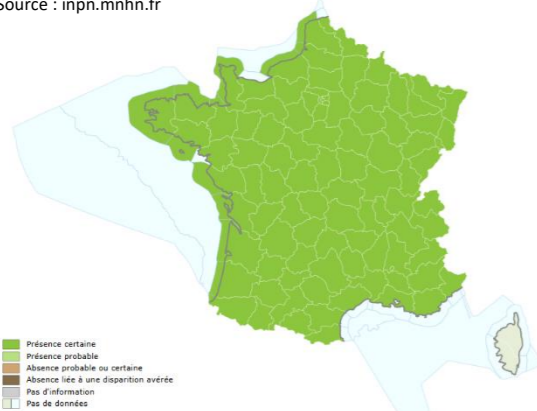 Source : inpn.mnhn.fr
Présence certaine
Présence probable
Absence probable ou certaine
Absence liée à une disparition avérée
Pas d'information
Pas de données